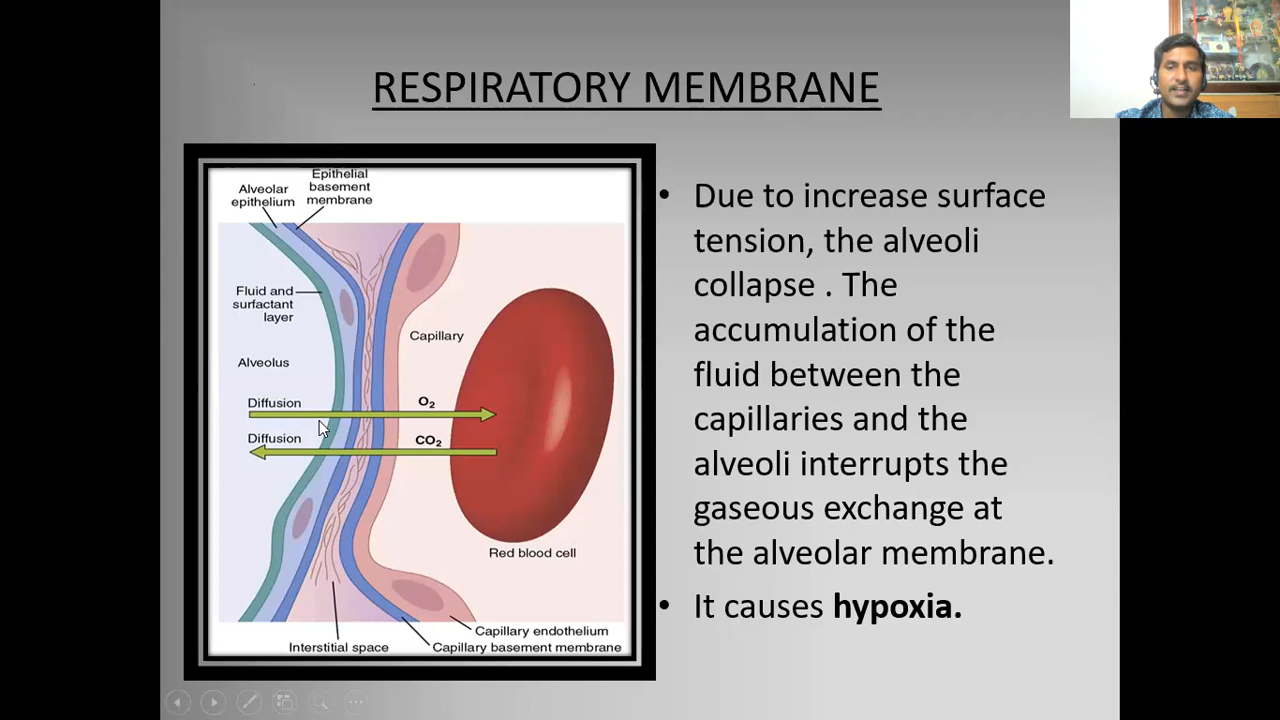 RESPIRATORY MEMBRANE
Epithelial
basement
membrane
Alveolar
epithelium
Fluid and
surfactant
layer
Capillary
Alveolus
Diffusion
O2
Diffusion
CO2
Red blood cell
Capillary endothelium
Interstitial space
Capillary basement membrane
• Due to increase surface
tension, the alveoli
collapse . The
accumulation of the
fluid between the
capillaries and the
alveoli interrupts the
gaseous exchange at
the alveolar membrane.
• It causes hypoxia.